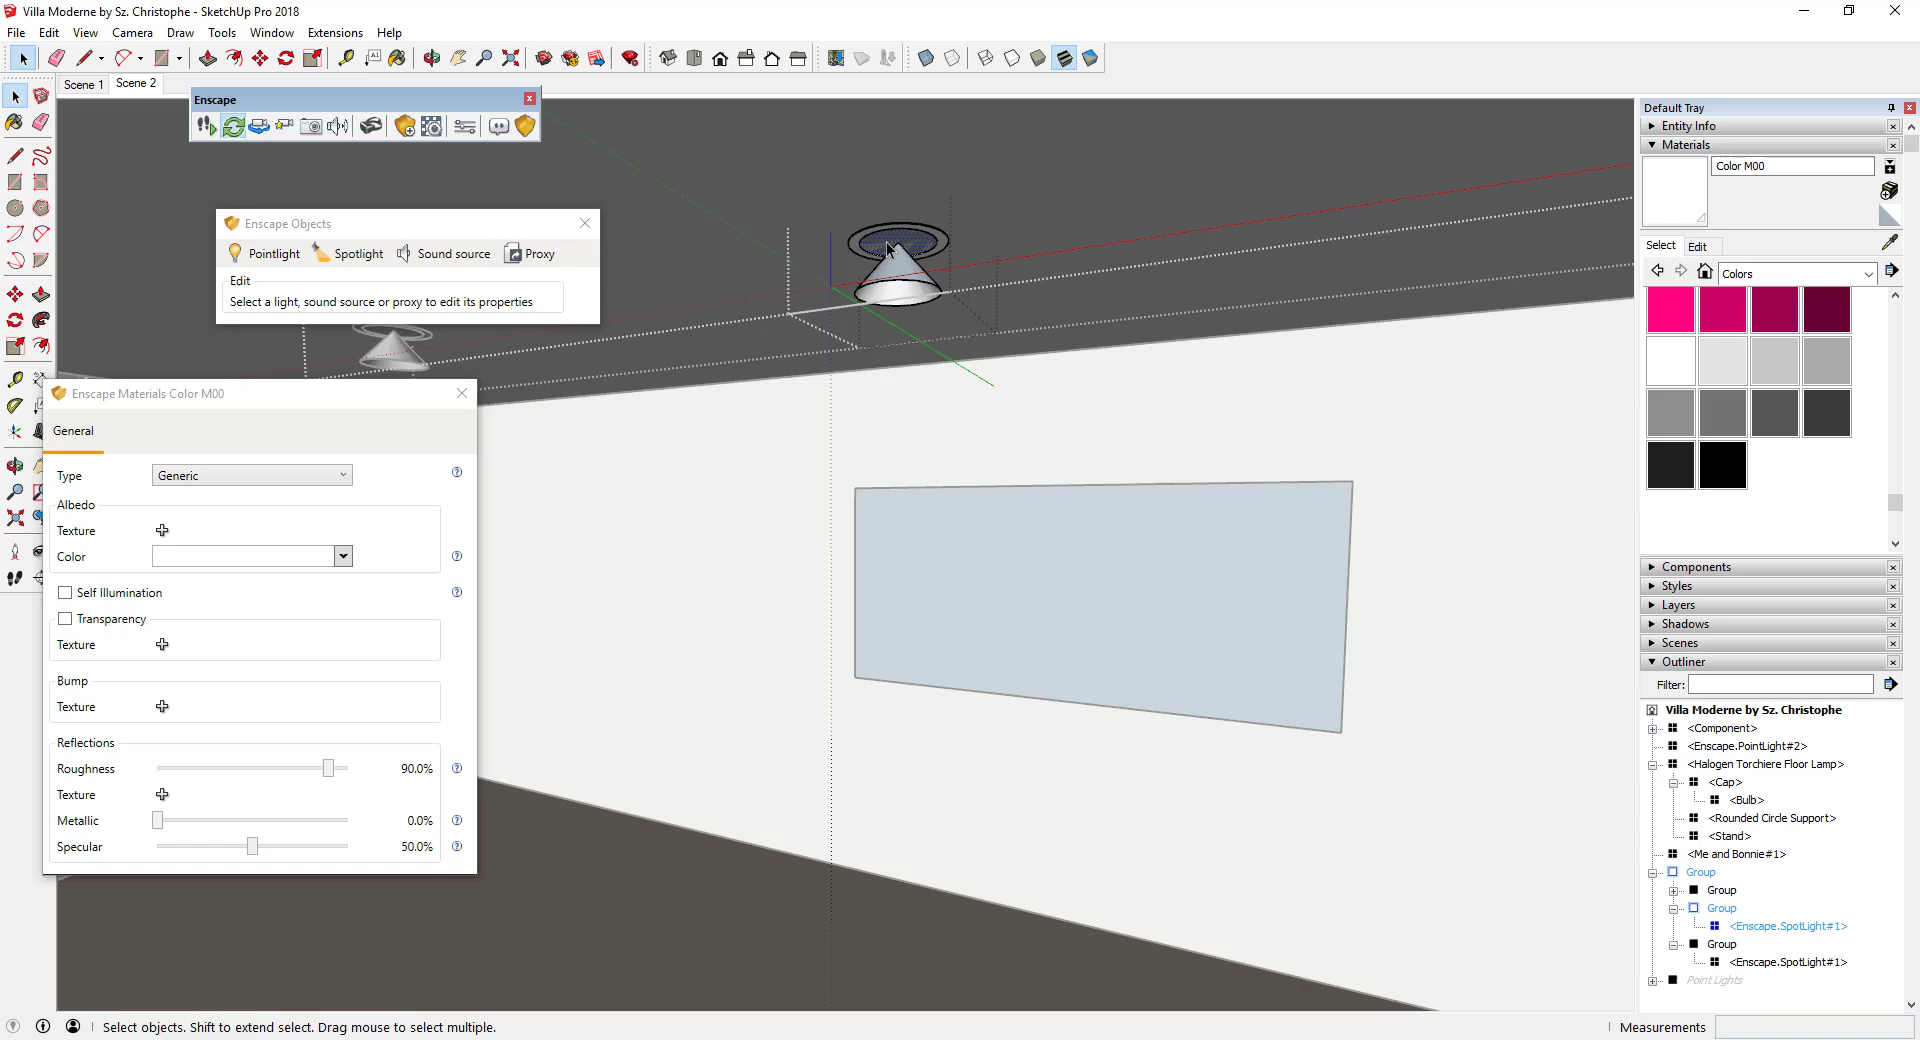 Villa Moderne by Sz. Christophe - SketchUp Pro 2018
File Edit View Camera Draw Tools Window Extensions Help
Scene 1 Scene 2
Enscape
Enscape Objects
Pointlight Spotlight Sound source Proxy
Edit
Select a light, sound source or proxy to edit its properties
Enscape Materials Color M00
General
Type Generic
Albedo
Texture
Color
Self Illumination
Transparency
Texture
Bump
Texture
Reflections
Roughness 90.0%
Texture
Metallic 0.0%
Specular 50.0%
Default Tray
Entity Info
Materials
Color M00
Select Edit
Colors
Components
Styles
Layers
Shadows
Scenes
Outliner
Filter:
Villa Moderne by Sz. Christophe
<Component>
<Enscape.PointLight#2>
<Halogen Torchiere Floor Lamp>
<Cap>
<Bulb>
<Rounded Circle Support>
<Stand>
<Me and Bonnie#1>
Group
Group
Group
<Enscape.SpotLight#1>
Group
<Enscape.SpotLight#1>
Point Lights
Select objects. Shift to extend select. Drag mouse to select multiple.
Measurements